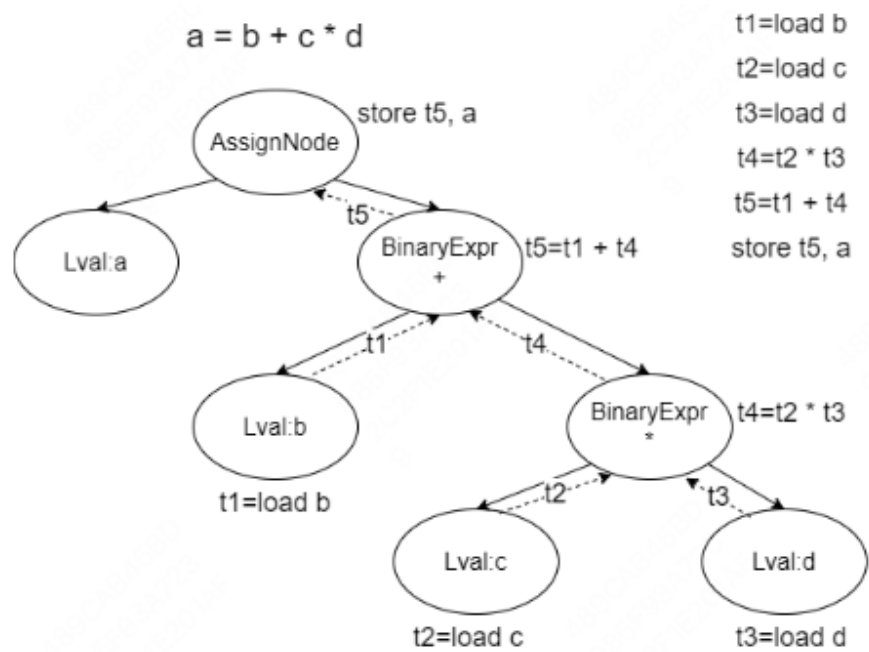 a = b + c * d
t1=load b
t2=load c
t3=load d
t4=t2 * t3
t5=t1 + t4
store t5, a
AssignNode
store t5, a
t5
Lval:a
BinaryExpr
+
t5=t1 + t4
t1
t4
Lval:b
t1=load b
BinaryExpr
*
t4=t2 * t3
t2
t3
Lval:c
Lval:d
t2=load c
t3=load d